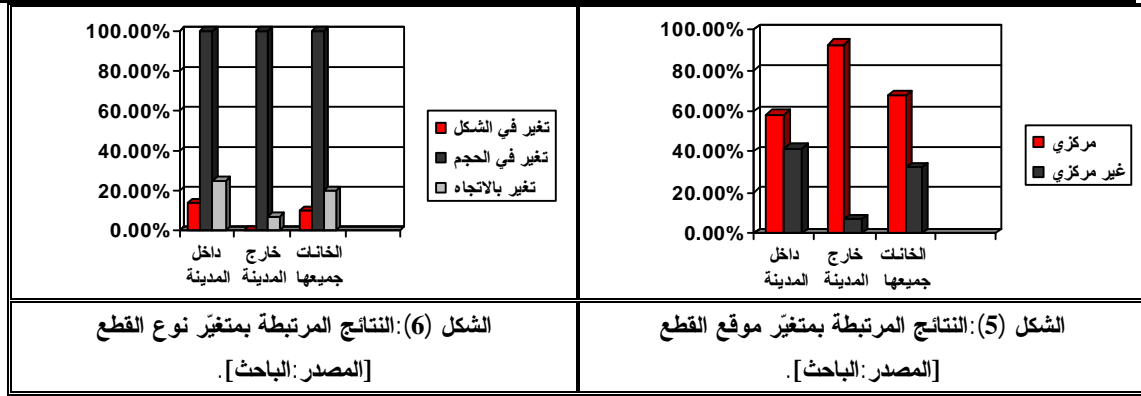 100.00%
80.00%
60.00%
40.00%
20.00%
0.00%
مركزي
غير مركزي
داخل خارج الخانات
المدينة المدينة جميعها
الشكل (5):النتائج المرتبطة بمتغيّر موقع القطع
[المصدر:الباحث].
100.00%
80.00%
60.00%
40.00%
20.00%
0.00%
تغير في الشكل
تغير في الحجم
تغير بالاتجاه
داخل خارج الخانات
المدينة المدينة جميعها
الشكل (6):النتائج المرتبطة بمتغيّر نوع القطع
[المصدر:الباحث].